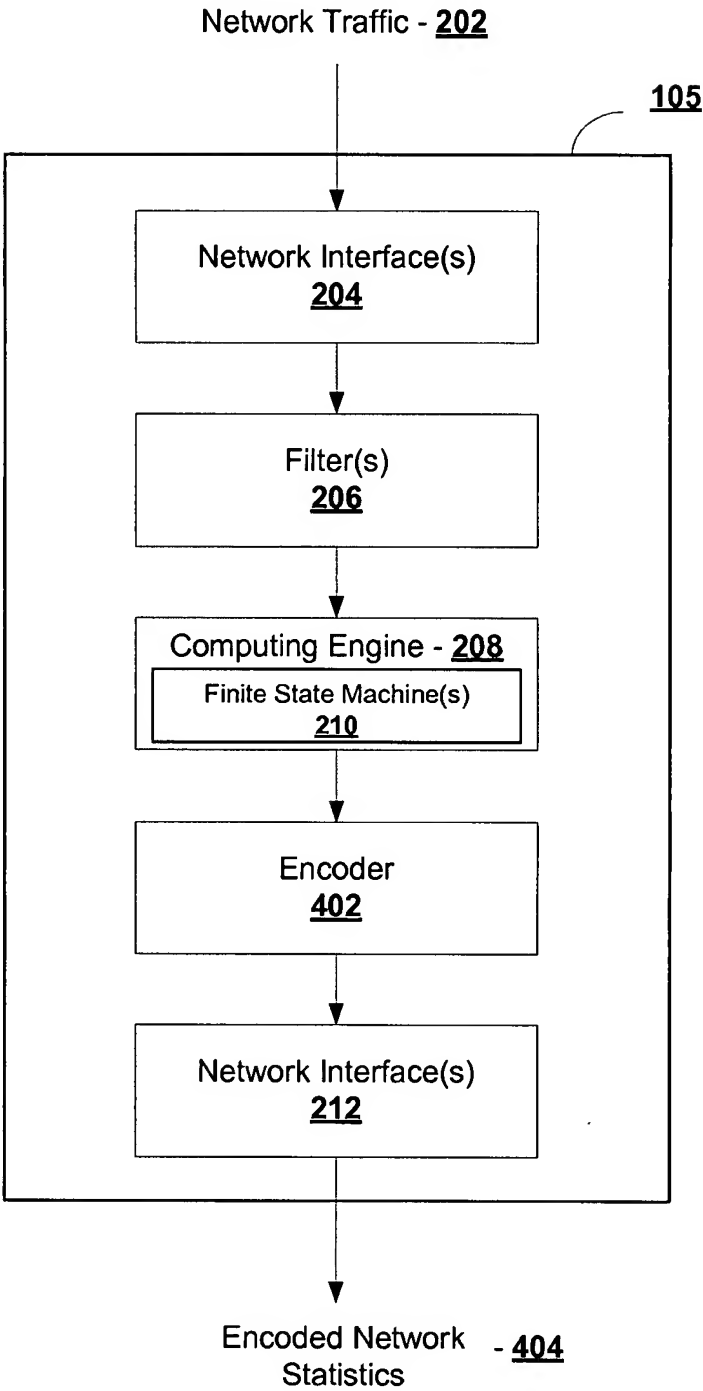 Network Traffic - 202
105
Network Interface(s)
204
Filter(s)
206
Computing Engine - 208
Finite State Machine(s)
210
Encoder
402
Network Interface(s)
212
Encoded Network - 404
Statistics